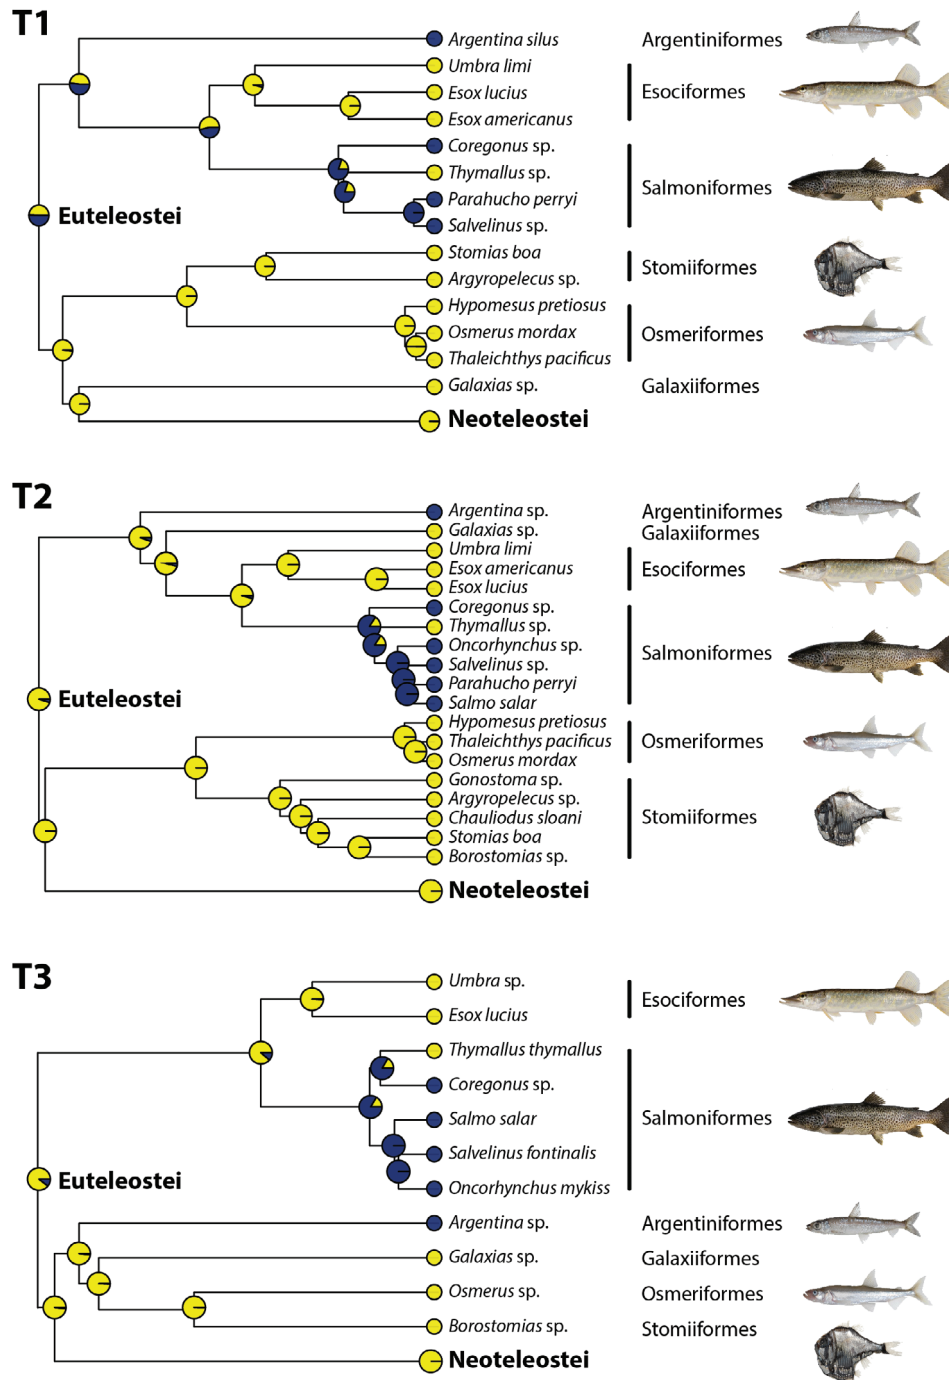 T1
Argentina silus
Argentiniformes
Umbra limi
Esox lucius
Esociformes
Esox americanus
Coregonus sp.
Thymallus sp.
Salmoniformes
Parahucho perryi
Euteleostei
Salvelinus sp.
Stomias boa
Stomiiformes
Argyropelecus sp.
Hypomesus pretiosus
Osmerus mordax
Osmeriformes
Thaleichthys pacificus
Galaxias sp.
Galaxiiformes
Neoteleostei
T2
Argentina sp.
Argentiniformes
Galaxias sp.
Galaxiiformes
Umbra limi
Esox americanus
Esociformes
Esox lucius
Coregonus sp.
Thymallus sp.
Oncorhynchus sp.
Salmoniformes
Salvelinus sp.
Parahucho perryi
Euteleostei
Salmo salar
Hypomesus pretiosus
Thaleichthys pacificus
Osmeriformes
Osmerus mordax
Gonostoma sp.
Argyropelecus sp.
Chauliodus sloani
Stomiiformes
Stomias boa
Borostomias sp.
Neoteleostei
T3
Umbra sp.
Esociformes
Esox lucius
Thymallus thymallus
Coregonus sp.
Salmo salar
Salmoniformes
Salvelinus fontinalis
Euteleostei
Oncorhynchus mykiss
Argentina sp.
Argentiniformes
Galaxias sp.
Galaxiiformes
Osmerus sp.
Osmeriformes
Borostomias sp.
Stomiiformes
Neoteleostei